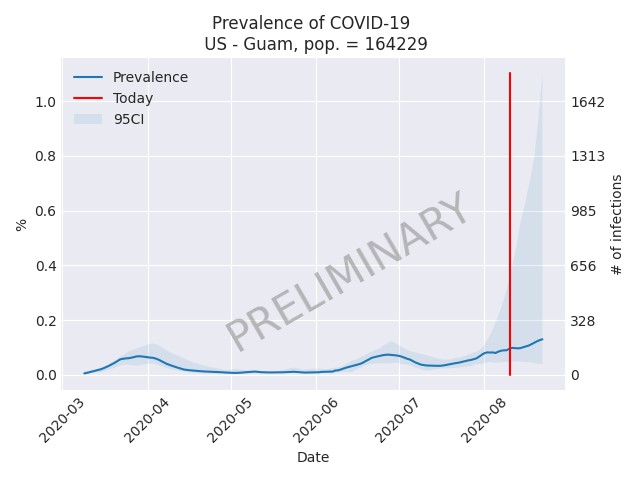 Prevalence of COVID-19
US - Guam, pop. = 164229
Prevalence
Today
95CI
1.0
0.8
0.6
0.4
0.2
0.0
%
1642
1313
985
656
328
0
# of infections
PRELIMINARY
2020-03
2020-04
2020-05
2020-06
2020-07
2020-08
Date